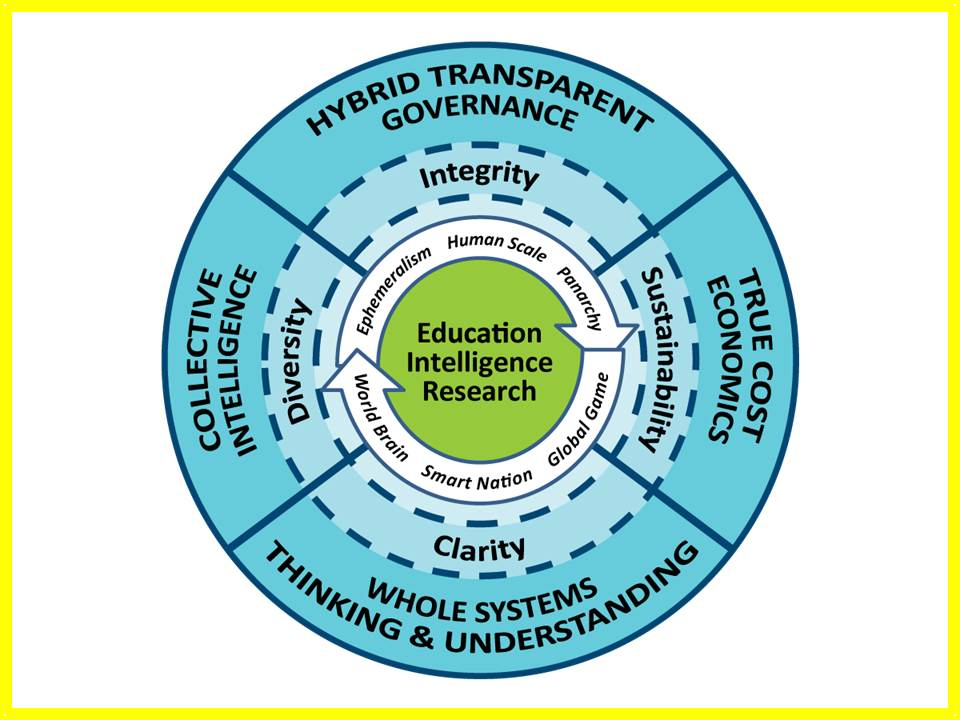 HYBRID TRANSPARENT
GOVERNANCE
Integrity
COLLECTIVE
INTELLIGENCE
Diversity
Ephemeralism
Human Scale
Panarchy
Education
Intelligence
Research
World Brain
Smart Nation
Global Game
Sustainability
TRUE COST
ECONOMICS
Clarity
WHOLE SYSTEMS
THINKING & UNDERSTANDING